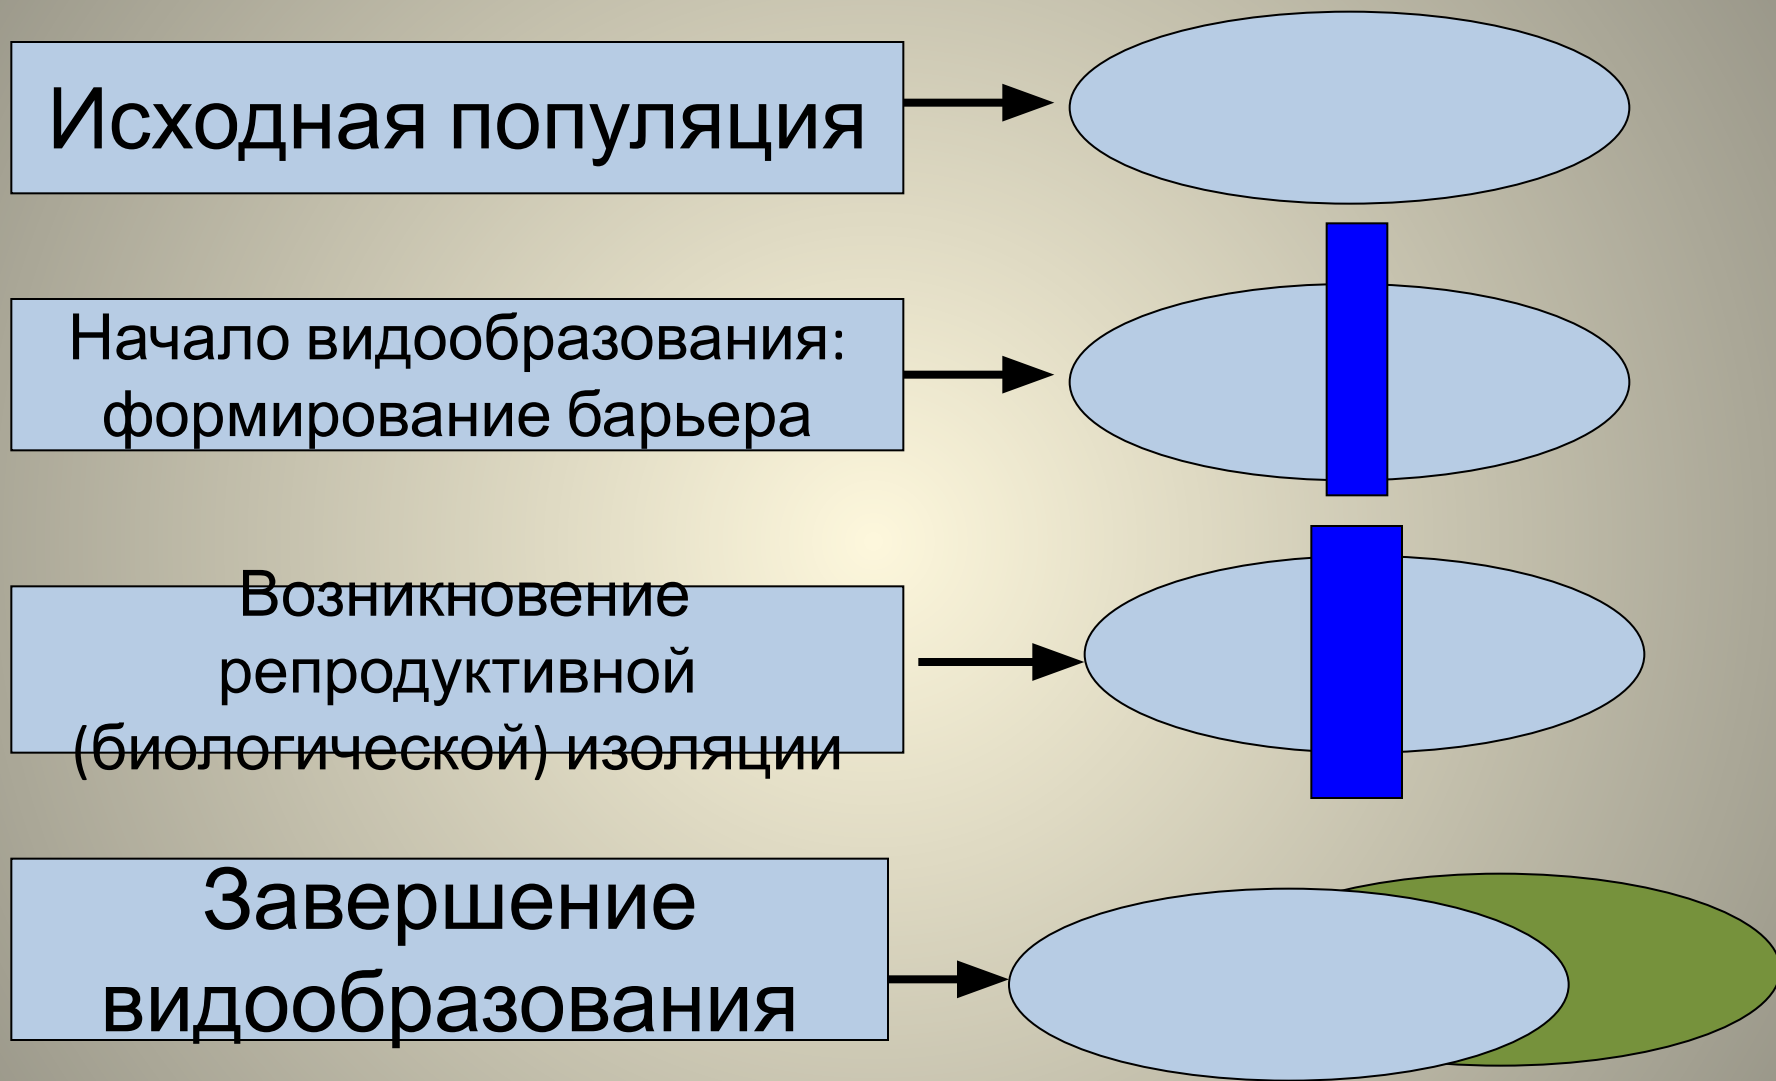 Исходная популяция
Начало видообразования:
формирование барьера
Возникновение
репродуктивной
(биологической) изоляции
Завершение
видообразования